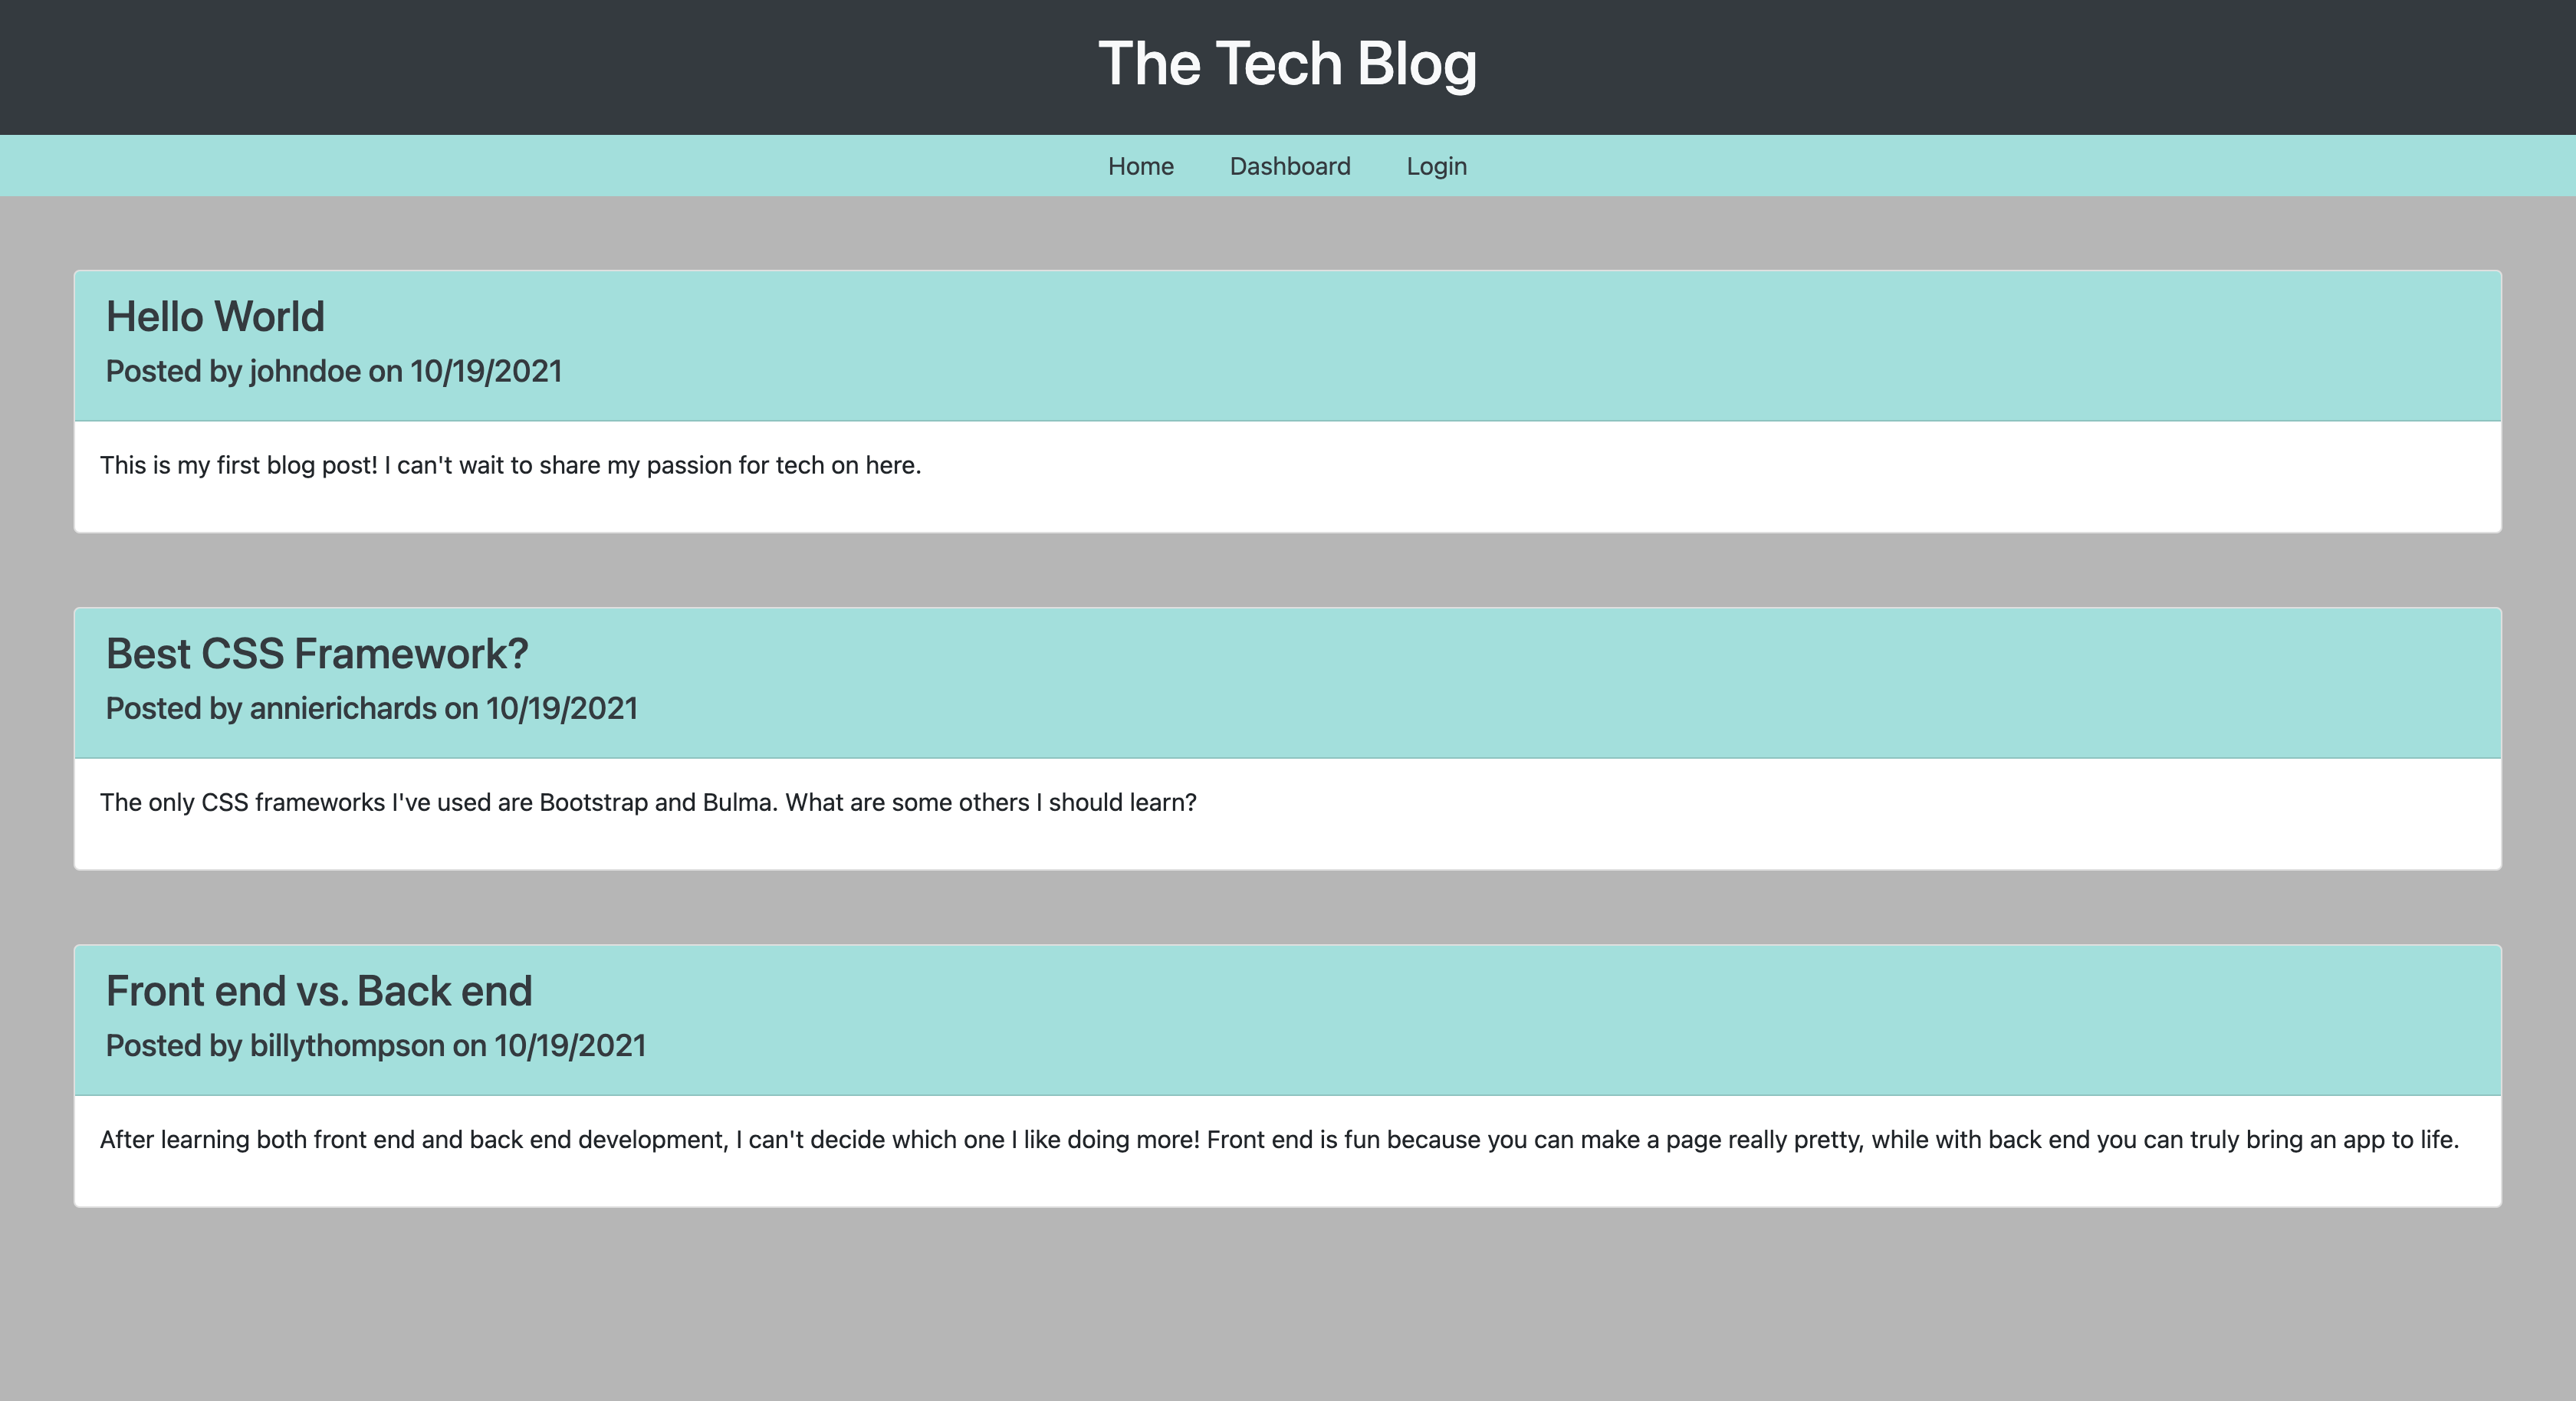 The Tech Blog
Home Dashboard Login
Hello World
Posted by johndoe on 10/19/2021
This is my first blog post! I can't wait to share my passion for tech on here.
Best CSS Framework?
Posted by annierichards on 10/19/2021
The only CSS frameworks I've used are Bootstrap and Bulma. What are some others I should learn?
Front end vs. Back end
Posted by billythompson on 10/19/2021
After learning both front end and back end development, I can't decide which one I like doing more! Front end is fun because you can make a page really pretty, while with back end you can truly bring an app to life.